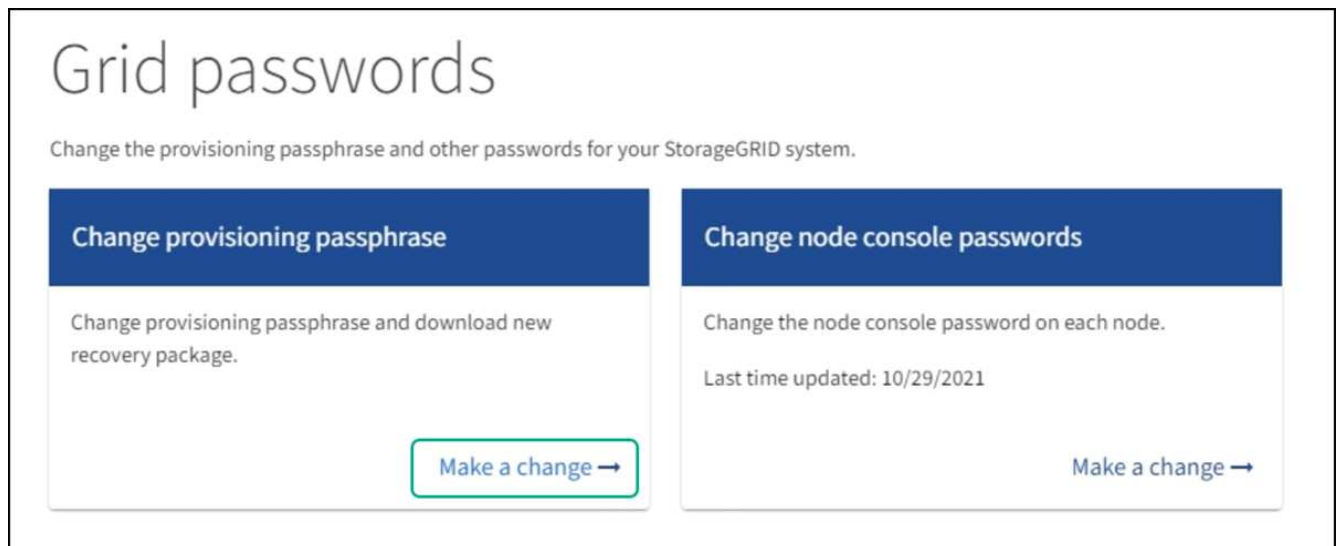 Grid passwords
Change the provisioning passphrase and other passwords for your StorageGRID system.
Change provisioning passphrase
Change provisioning passphrase and download new
recovery package.
Make a change →
Change node console passwords
Change the node console password on each node.
Last time updated: 10/29/2021
Make a change →